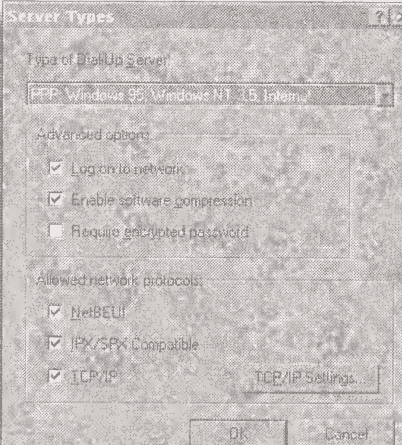 Server Types
Type of Dial-Up Server:
PPP: Windows 95, Windows NT 3.5, Internet
Advanced options:
Log on to network
Enable software compression
Require encrypted password
Allowed network protocols:
NetBEUI
IPX/SPX Compatible
TCP/IP
TCP/IP Settings...
OK
Cancel